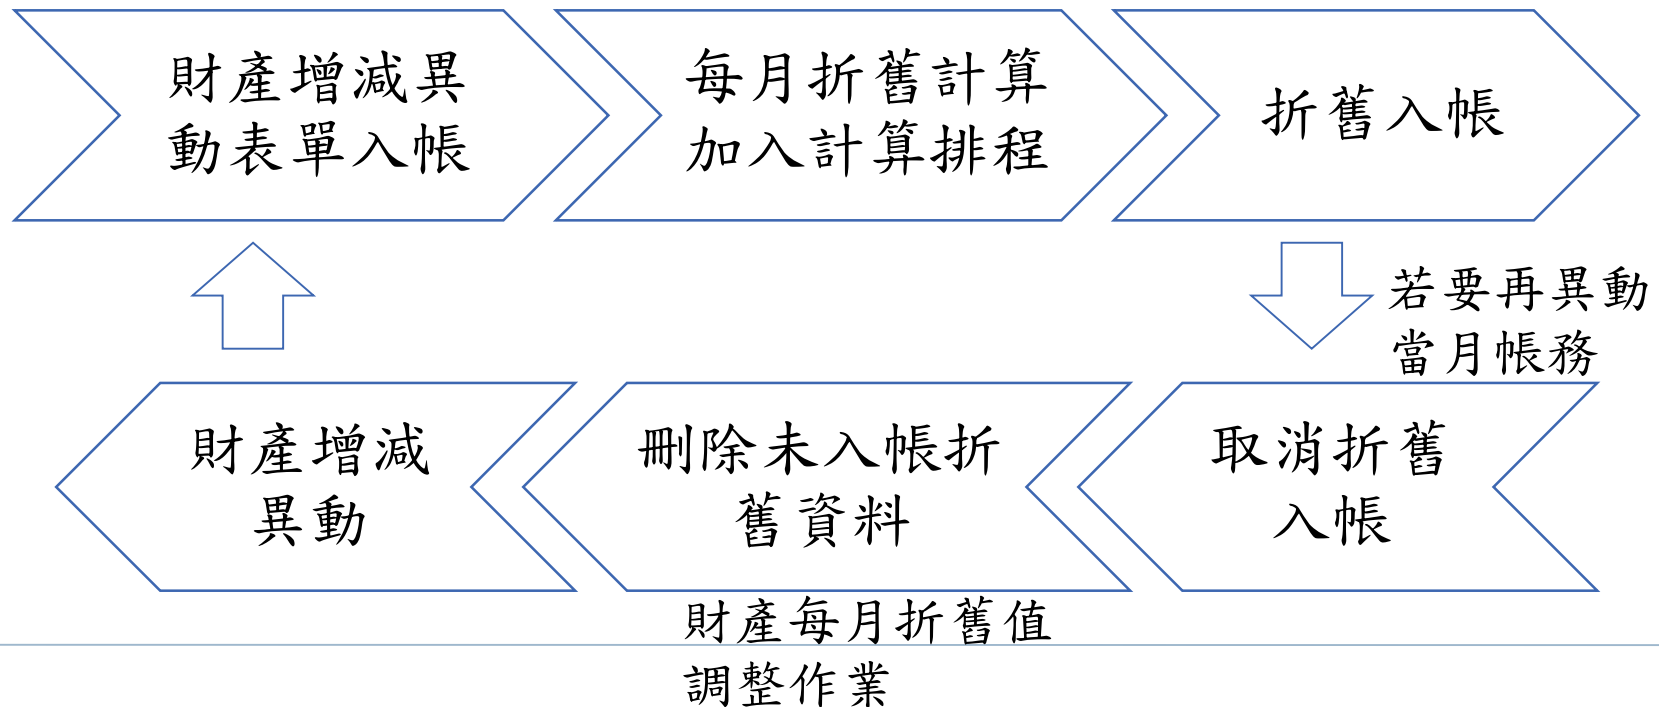 財產增減異
動表單入帳
每月折舊計算
加入計算排程
折舊入帳
若要再異動
當月帳務
取消折舊
入帳
刪除未入帳折
舊資料
財產每月折舊值
調整作業
財產增減
異動